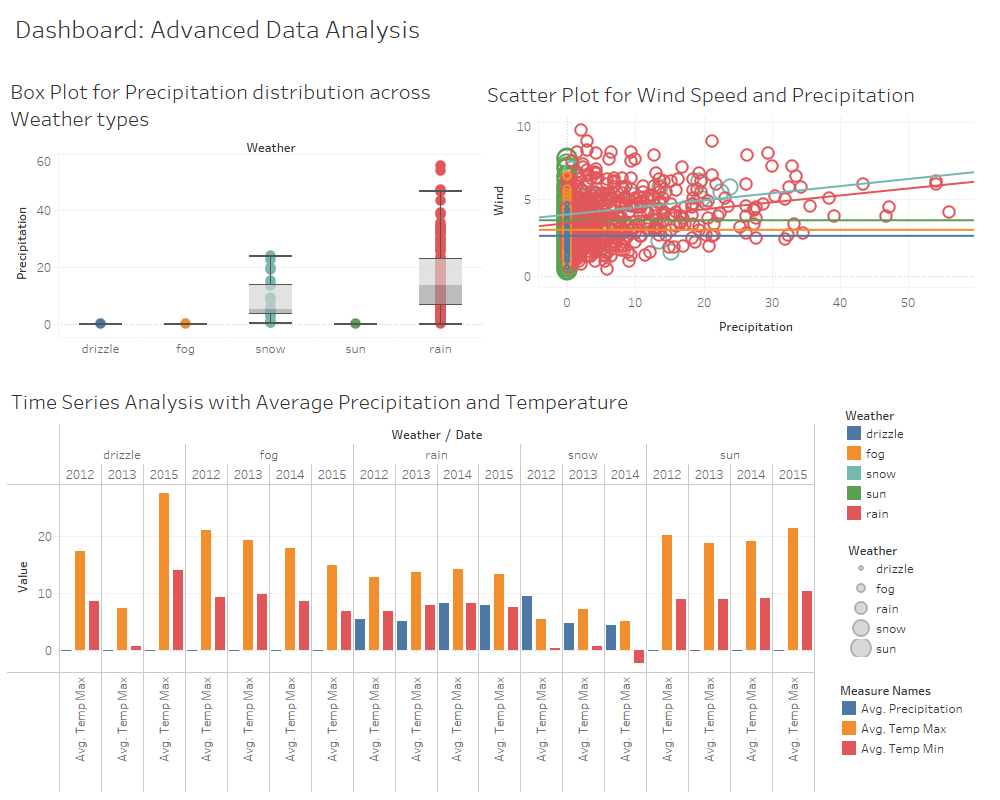 Dashboard: Advanced Data Analysis
Box Plot for Precipitation distribution across
Weather types
Weather
Precipitation
60
40
20
0
drizzle fog snow sun rain
Scatter Plot for Wind Speed and Precipitation
Wind
10
5
0
0 10 20 30 40 50
Precipitation
Time Series Analysis with Average Precipitation and Temperature
Weather / Date
drizzle fog rain snow sun
2012 2013 2015 2012 2013 2014 2015 2012 2013 2014 2015 2012 2013 2014 2012 2013 2014 2015
Value
20
10
0
Avg. Temp Max Avg. Temp Max Avg. Temp Max Avg. Temp Max Avg. Temp Max Avg. Temp Max Avg. Temp Max Avg. Temp Max Avg. Temp Max Avg. Temp Max Avg. Temp Max Avg. Temp Max Avg. Temp Max Avg. Temp Max Avg. Temp Max Avg. Temp Max Avg. Temp Max Avg. Temp Max
Weather
drizzle
fog
snow
sun
rain
Weather
drizzle
fog
rain
snow
sun
Measure Names
Avg. Precipitation
Avg. Temp Max
Avg. Temp Min